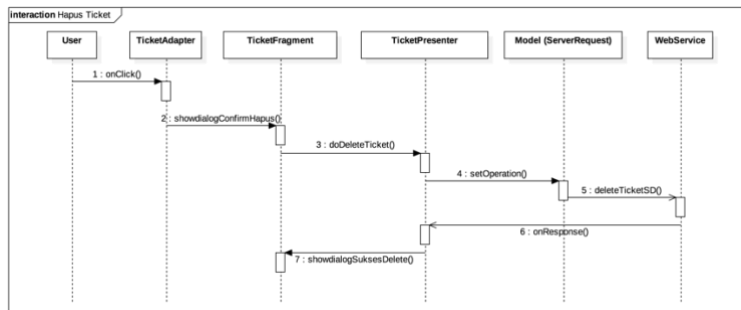 interaction Hapus Ticket
User
TicketAdapter
TicketFragment
TicketPresenter
Model (ServerRequest)
WebService
1 : onClick()
2 : showdialogConfirmHapus()
3 : doDeleteTicket()
4 : setOperation()
5 : deleteTicketSD()
6 : onResponse()
7 : showdialogSuksesDelete()